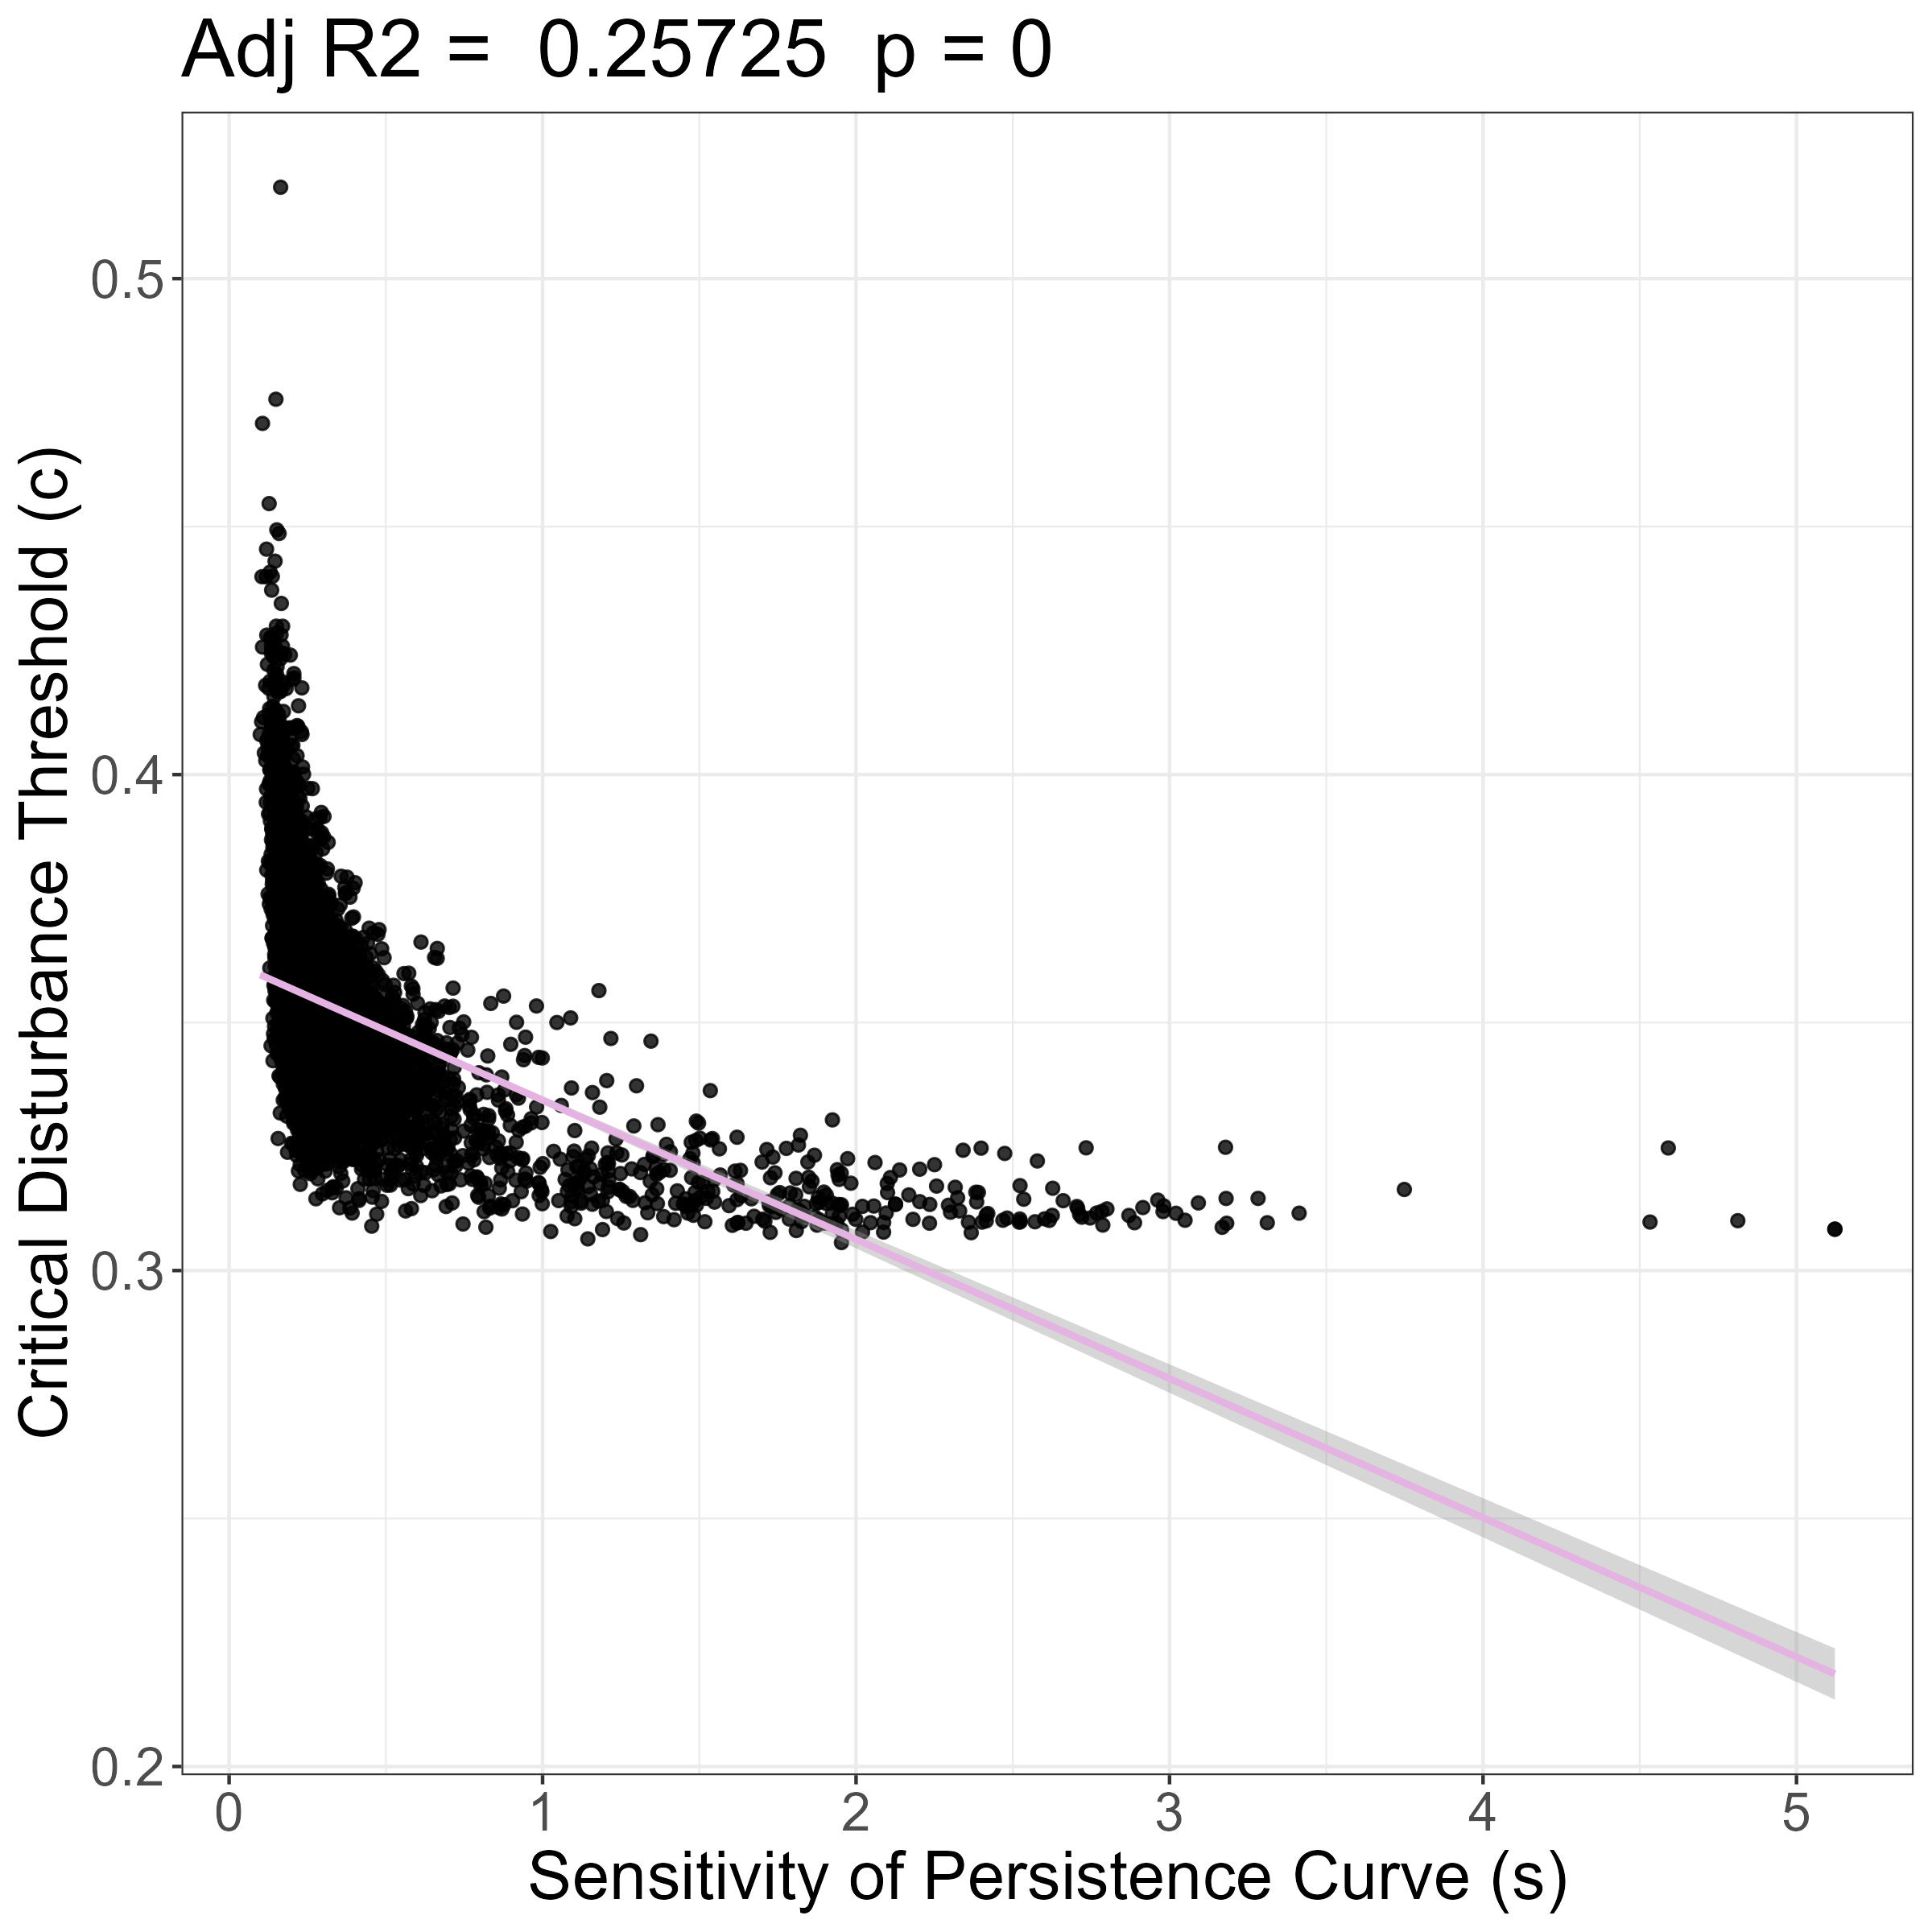 Adj R2 = 0.25725 p = 0
Critical Disturbance Threshold (c)
0.5
0.4
0.3
0.2
0 1 2 3 4 5
Sensitivity of Persistence Curve (s)